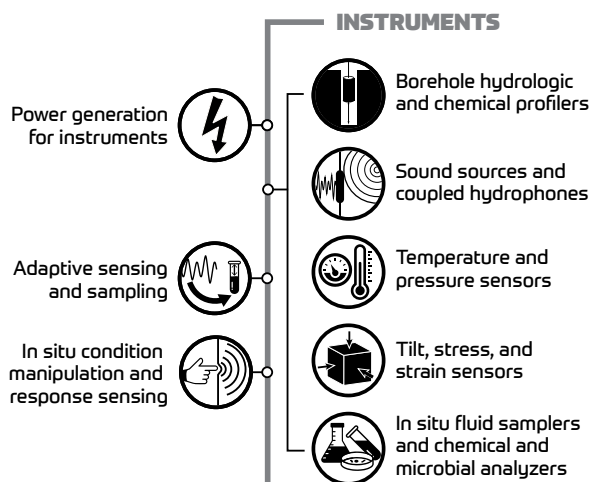 INSTRUMENTS
Power generation
for instruments
Adaptive sensing
and sampling
In situ condition
manipulation and
response sensing
Borehole hydrologic
and chemical profilers
Sound sources and
coupled hydrophones
Temperature and
pressure sensors
Tilt, stress, and
strain sensors
In situ fluid samplers
and chemical and
microbial analyzers